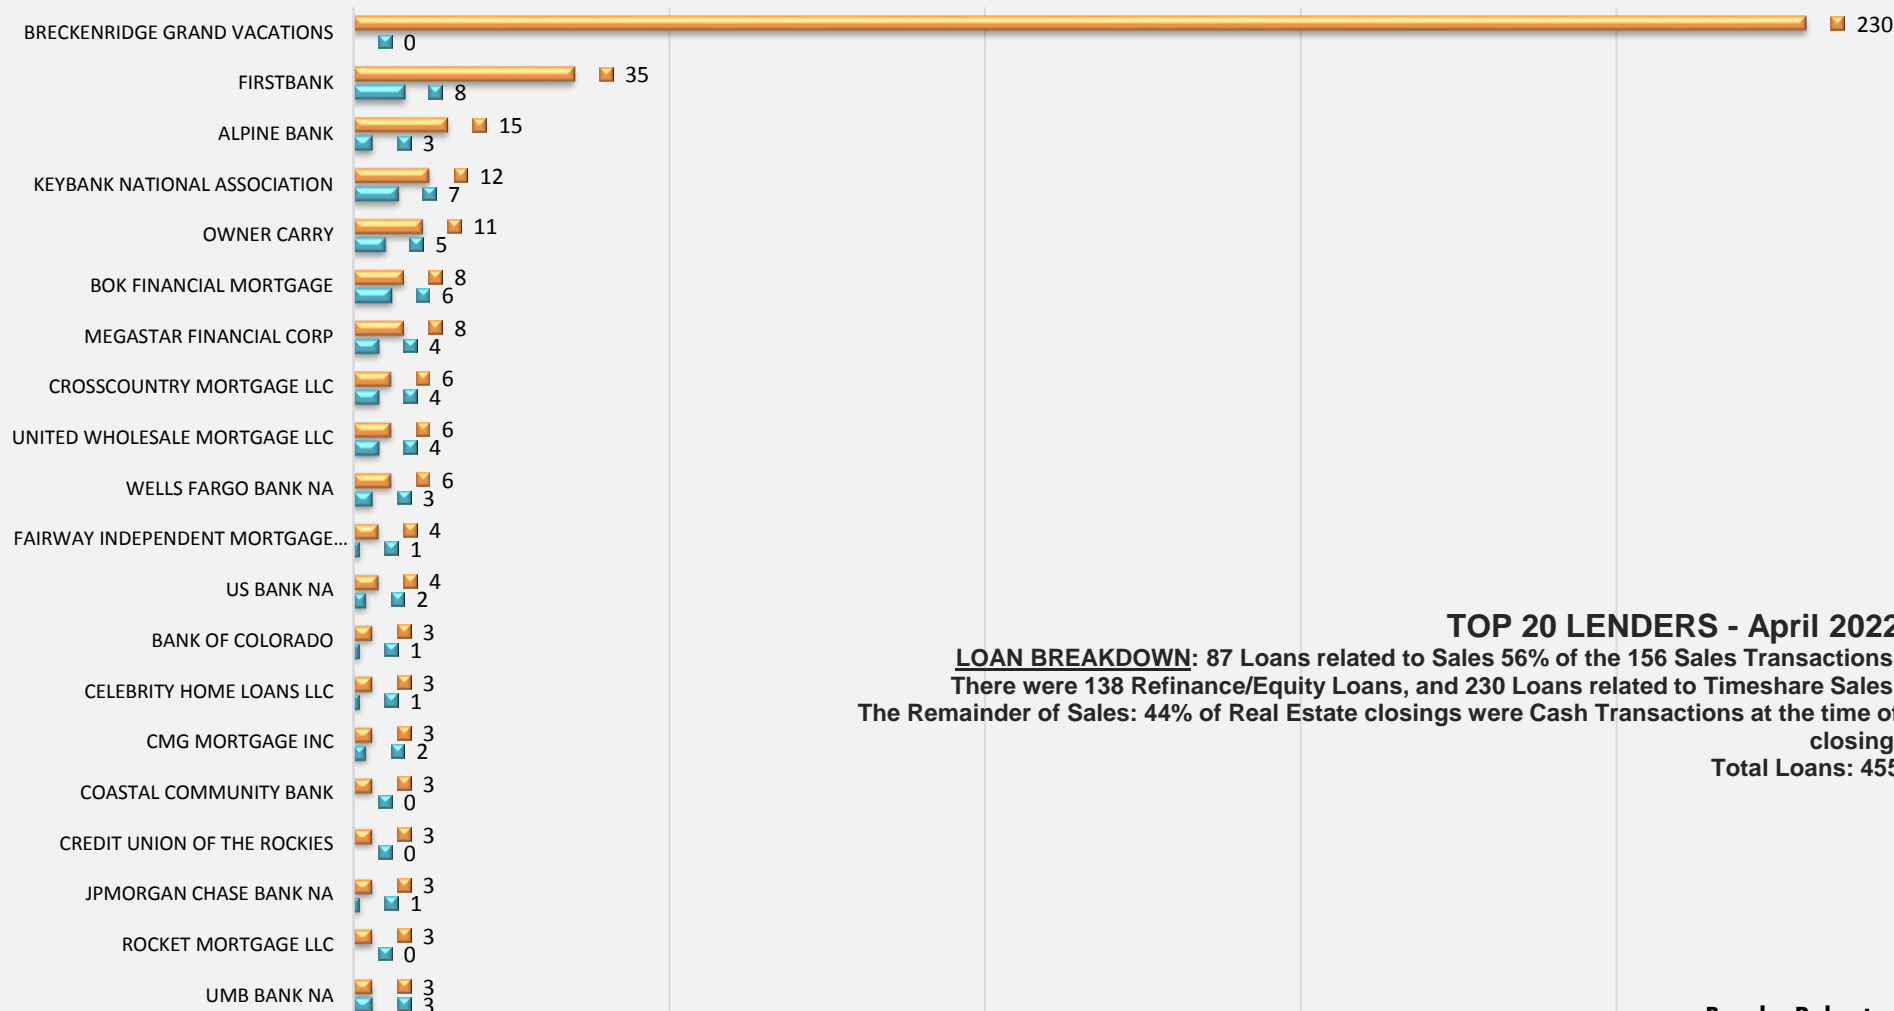 BRECKENRIDGE GRAND VACATIONS 230
0
FIRSTBANK 35
8
ALPINE BANK 15
3
KEYBANK NATIONAL ASSOCIATION 12
7
OWNER CARRY 11
5
BOK FINANCIAL MORTGAGE 8
6
MEGASTAR FINANCIAL CORP 8
4
CROSSCOUNTRY MORTGAGE LLC 6
4
UNITED WHOLESALE MORTGAGE LLC 6
4
WELLS FARGO BANK NA 6
3
FAIRWAY INDEPENDENT MORTGAGE... 4
1
US BANK NA 4
2
BANK OF COLORADO 3
1
CELEBRITY HOME LOANS LLC 3
1
CMG MORTGAGE INC 3
2
COASTAL COMMUNITY BANK 3
0
CREDIT UNION OF THE ROCKIES 3
0
JPMORGAN CHASE BANK NA 3
1
ROCKET MORTGAGE LLC 3
0
UMB BANK NA 3
3
TOP 20 LENDERS - April 2022
LOAN BREAKDOWN: 87 Loans related to Sales 56% of the 156 Sales Transactions
There were 138 Refinance/Equity Loans, and 230 Loans related to Timeshare Sales
The Remainder of Sales: 44% of Real Estate closings were Cash Transactions at the time of
closing
Total Loans: 455